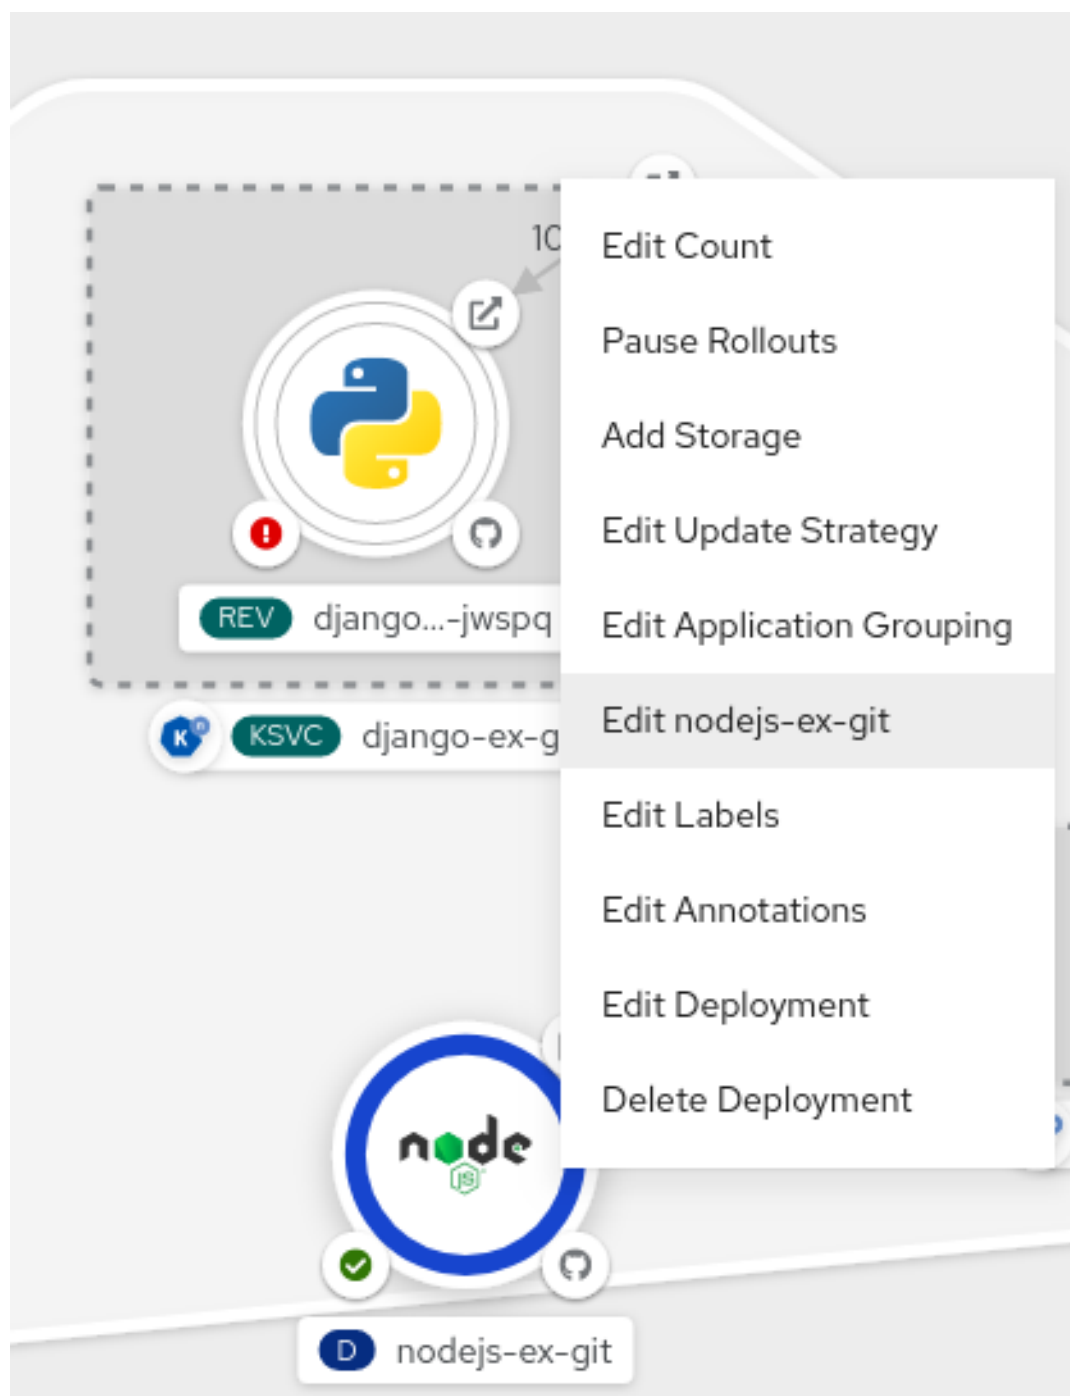 10
Edit Count
Pause Rollouts
Add Storage
Edit Update Strategy
REV django...-jwspq
Edit Application Grouping
Edit nodejs-ex-git
KSVC django-ex-g
Edit Labels
Edit Annotations
Edit Deployment
Delete Deployment
node
JS
D nodejs-ex-git